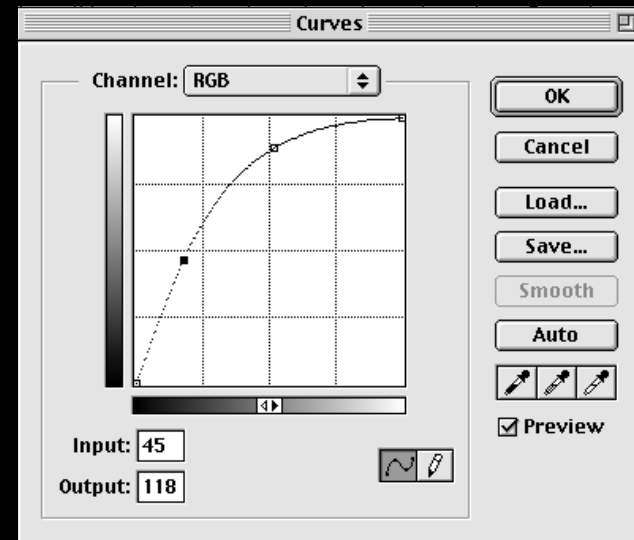 Curves
Channel: RGB
OK
Cancel
Load...
Save...
Smooth
Auto
Preview
Input: 45
Output: 118